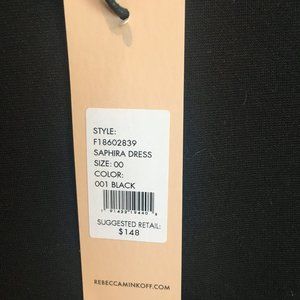 STYLE:
F18602839
SAPHIRA DRESS
SIZE: 00
COLOR:
001 BLACK
SUGGESTED RETAIL:
$148
REBECCAMINKOFF.COM